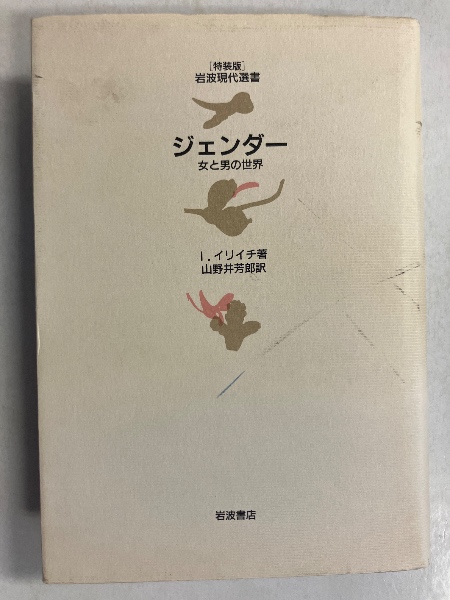 [特装版]
岩波現代選書
ジェンダー
女と男の世界
I.イリイチ著
山野井芳郎訳
岩波書店